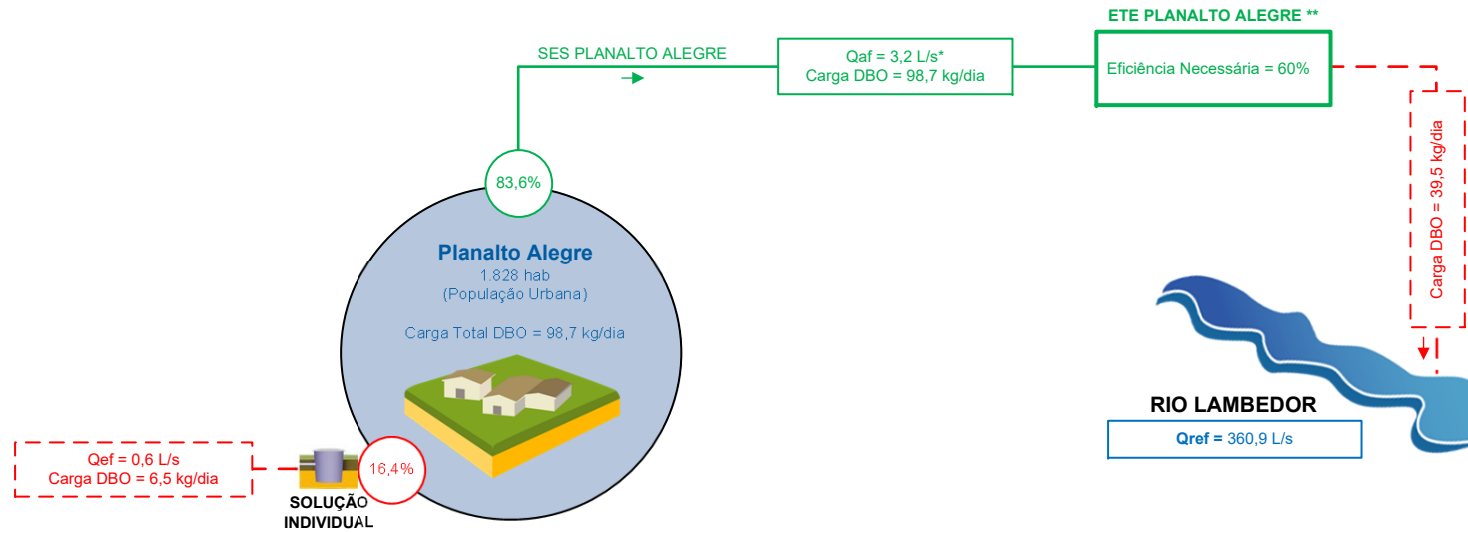 ETE PLANALTO ALEGRE **
SES PLANALTO ALEGRE
Qaf = 3,2 L/s*
Carga DBO = 98,7 kg/dia
Eficiência Necessária = 60%
Carga DBO = 39,5 kg/dia
83,6%
Planalto Alegre
1.828 hab
(População Urbana)
Carga Total DBO = 98,7 kg/dia
RIO LAMBEDOR
Qref = 360,9 L/s
Qef = 0,6 L/s
Carga DBO = 6,5 kg/dia
16,4%
SOLUÇÃO
INDIVIDUAL